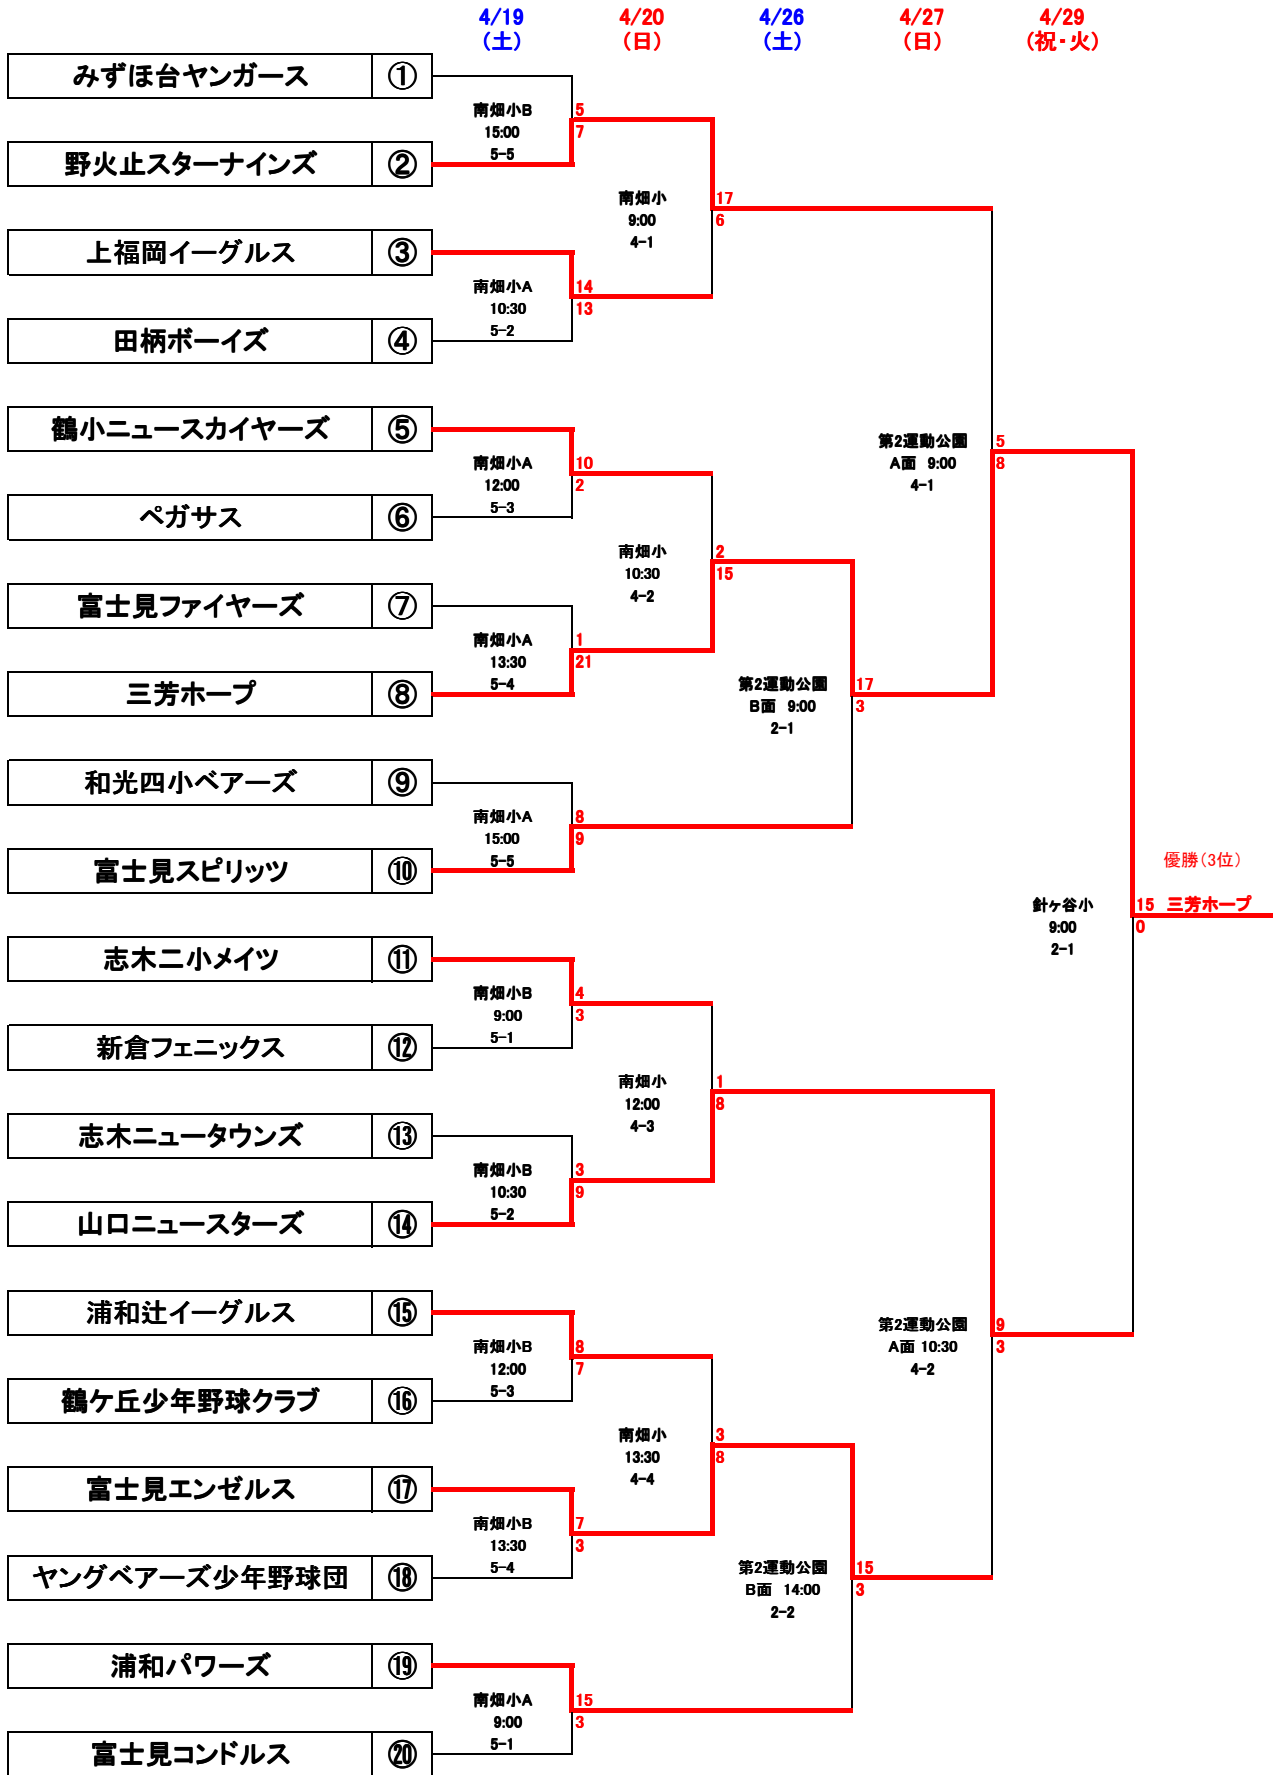 4/19 4/20 4/26 4/27 4/29
(土) (日) (土) (日) (祝・火)
みずほ台ヤンガース ①
南畑小B 5
15:00 7
5-5
野火止スターナインズ ②
南畑小 17
9:00 6
4-1
上福岡イーグルス ③
南畑小A 14
10:30 13
5-2
田柄ボーイズ ④
鶴小ニュースカイヤーズ ⑤
第2運動公園 5
A面 9:00 8
4-1
南畑小A 10
12:00 2
5-3
ペガサス ⑥
南畑小 2
10:30 15
4-2
富士見ファイヤーズ ⑦
南畑小A 1
13:30 21
5-4
三芳ホープ ⑧
第2運動公園 17
B面 9:00 3
2-1
和光四小ベアーズ ⑨
南畑小A 8
15:00 9
5-5
富士見スピリッツ ⑩
優勝(3位)
針ヶ谷小 15 三芳ホープ
9:00 0
2-1
志木二小メイツ ⑪
南畑小B 4
9:00 3
5-1
新倉フェニックス ⑫
南畑小 1
12:00 8
4-3
志木ニュータウンズ ⑬
南畑小B 3
10:30 9
5-2
山口ニュースターズ ⑭
浦和辻イーグルス ⑮
第2運動公園 9
A面 10:30 3
4-2
南畑小B 8
12:00 7
5-3
鶴ケ丘少年野球クラブ ⑯
南畑小 3
13:30 8
4-4
富士見エンゼルス ⑰
南畑小B 7
13:30 3
5-4
ヤングベアーズ少年野球団 ⑱
第2運動公園 15
B面 14:00 3
2-2
浦和パワーズ ⑲
南畑小A 15
9:00 3
5-1
富士見コンドルス ⑳